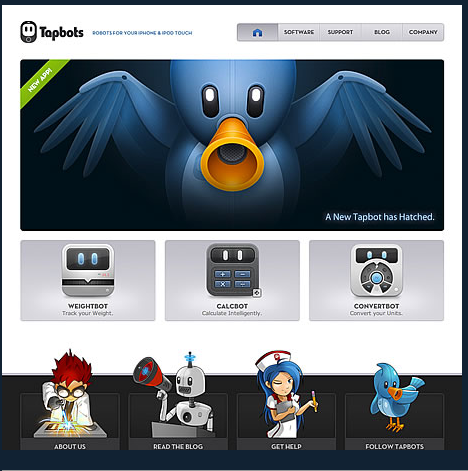 Tapbots
ROBOTS FOR YOUR IPHONE & IPOD TOUCH
SOFTWARE
SUPPORT
BLOG
COMPANY
NEW APP!
A New Tapbot has Hatched.
WEIGHTBOT
Track your Weight.
CALCBOT
Calculate Intelligently.
CONVERTBOT
Convert your Units.
ABOUT US
READ THE BLOG
GET HELP
FOLLOW TAPBOTS